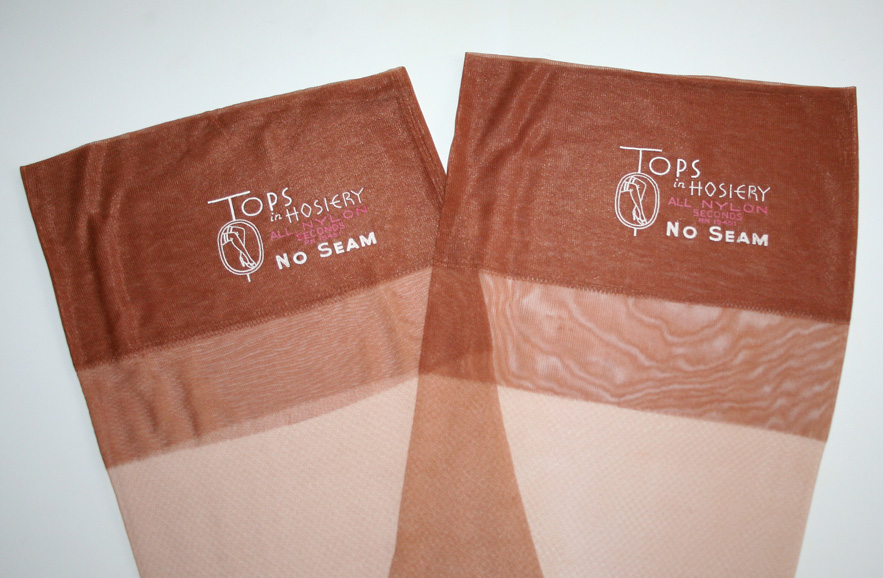 TOPS
in HOSIERY
ALL NYLON
SECONDS
NO SEAM
TOPS
in HOSIERY
ALL NYLON
SECONDS
NO SEAM